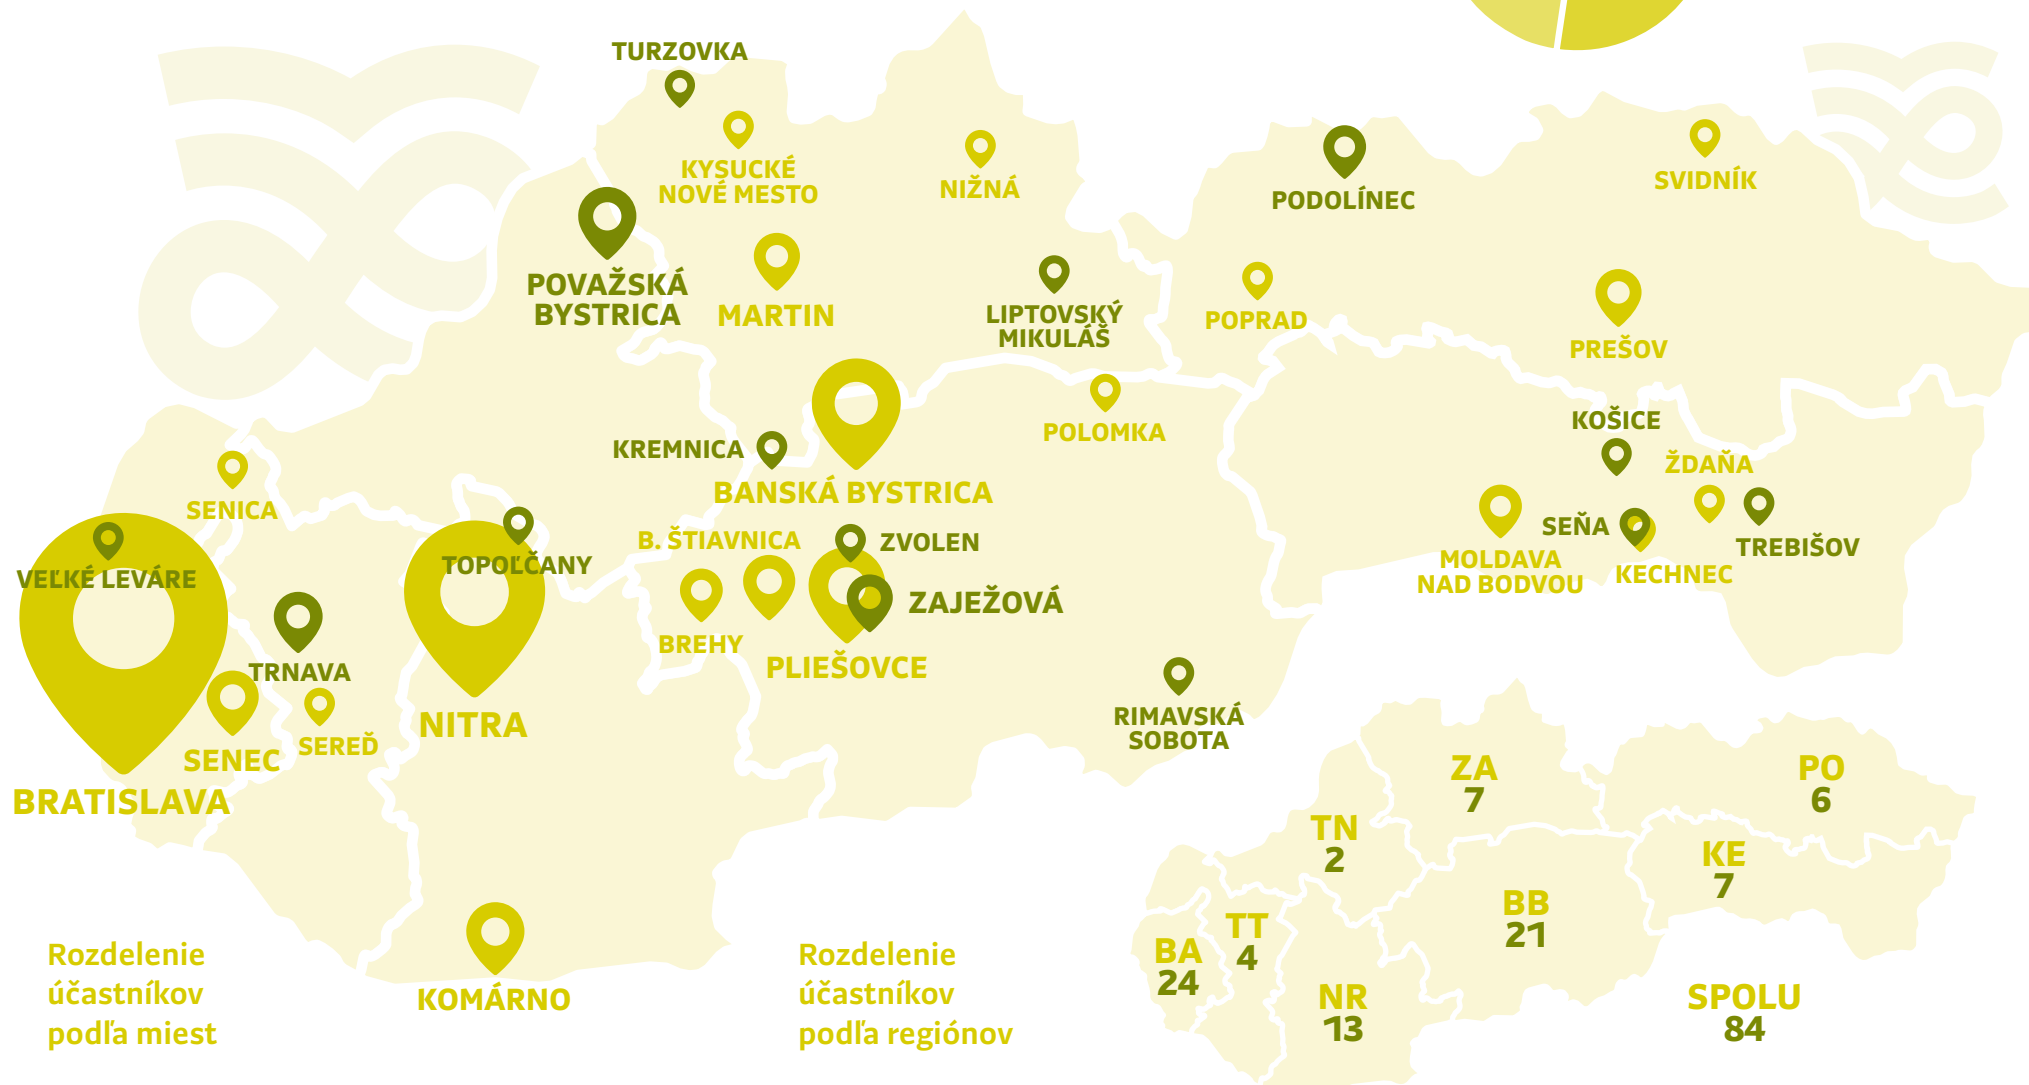 TURZOVKA
KYSUCKÉ
NOVÉ MESTO
NIŽNÁ
PODOLÍNEC
SVIDNÍK
POVAŽSKÁ
BYSTRICA
MARTIN
LIPTOVSKÝ
MIKULÁŠ
POPRAD
PREŠOV
POLOMKA
KOŠICE
KREMNICA
ŽDAŇA
BANSKÁ BYSTRICA
SENICA
SEŇA
B. ŠTIAVNICA
ZVOLEN
TREBIŠOV
TOPOĽČANY
VEĽKÉ LEVÁRE
MOLDAVA
NAD BODVOU
KECHNEC
ZAJEŽOVÁ
BREHY
PLIEŠOVCE
TRNAVA
RIMAVSKÁ
SOBOTA
NITRA
SEREĎ
SENEC
BRATISLAVA
KOMÁRNO
Rozdelenie
účastníkov
podľa miest
Rozdelenie
účastníkov
podľa regiónov
ZA
7
PO
6
TN
2
KE
7
BB
21
TT
4
BA
24
NR
13
SPOLU
84